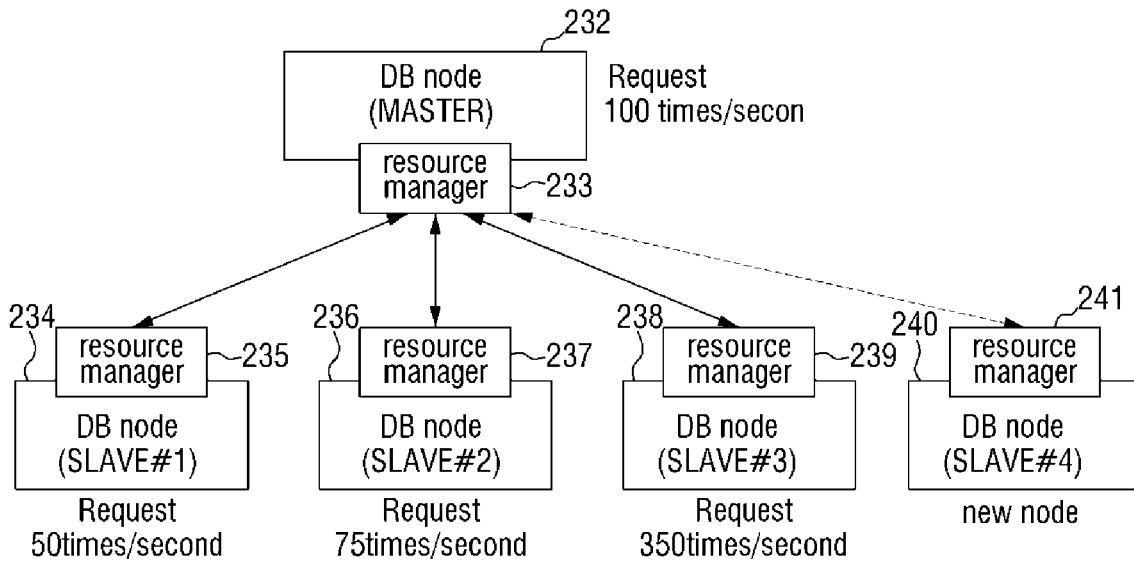 232
DB node
(MASTER)
Request
100 times/secon
resource
manager
233
234
resource
manager
235
DB node
(SLAVE#1)
Request
50times/second
236
resource
manager
237
DB node
(SLAVE#2)
Request
75times/second
238
resource
manager
239
DB node
(SLAVE#3)
Request
350times/second
240
241
resource
manager
DB node
(SLAVE#4)
new node